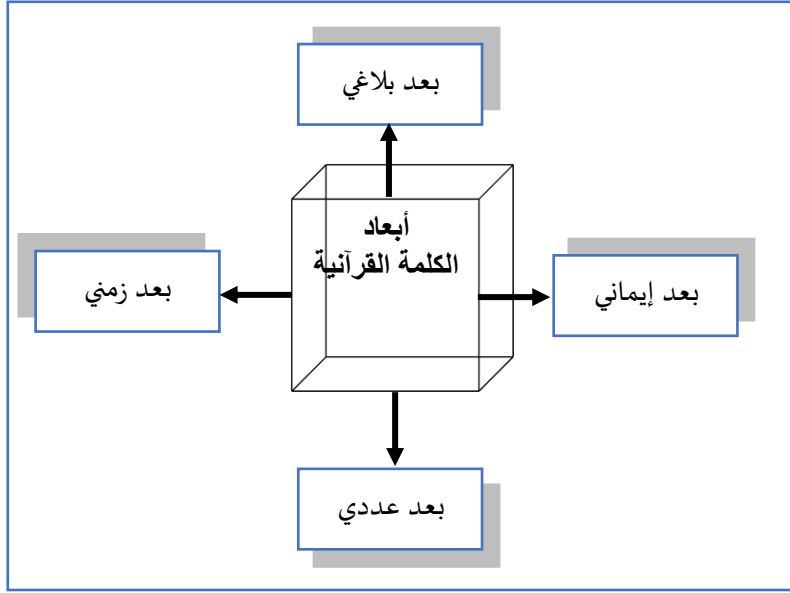 بعد بلاغي
أبعاد
الكلمة القرآنية
بعد إيماني
بعد زمني
بعد عددي